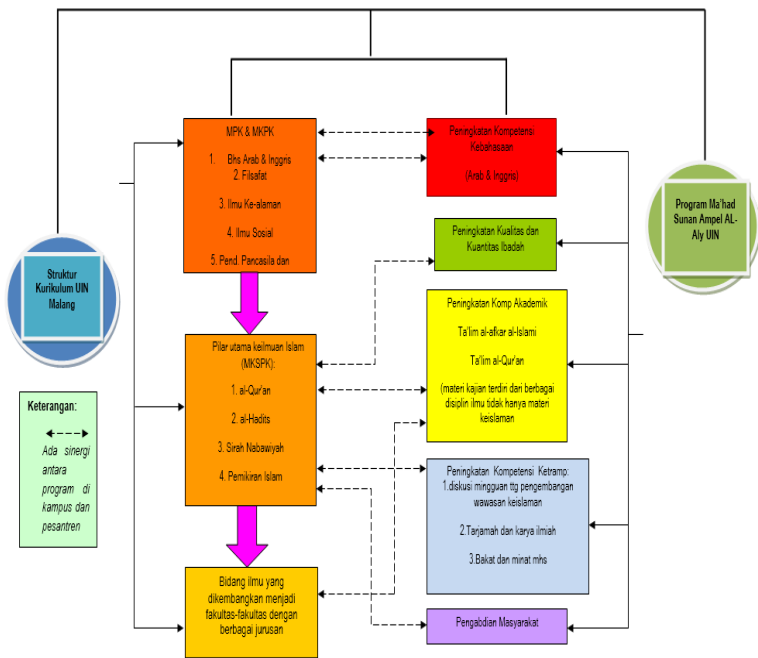 MPK & MKPK
1. Bhs Arab & Inggris
2. Filsafat
3. Ilmu Ke-alaman
4. Ilmu Sosial
5. Pend. Pancasila dan
Peningkatan Kompetensi
Kebahasaan
(Arab & Inggris)
Program Ma'had
Sunan Ampel AL-
Aly UIN
Peningkatan Kualitas dan
Kuantitas Ibadah
Struktur
Kurikulum UIN
Malang
Peningkatan Komp Akademik
Ta'lim al-afkar al-Islami
Ta'lim al-Qur'an
(materi kajian terdiri dari berbagai
disiplin ilmu tidak hanya materi
keislaman
Pilar utama keilmuan Islam
(MKSPK):
1. al-Qur'an
2. al-Hadits
3. Sirah Nabawiyah
4. Pemikiran Islam
Keterangan:
Ada sinergi
antara
program di
kampus dan
pesantren
Peningkatan Kompetensi Ketramp:
1.diskusi mingguan ttg pengembangan
wawasan keislaman
2.Tarjamah dan karya ilmiah
3.Bakat dan minat mhs
Bidang ilmu yang
dikembangkan menjadi
fakultas-fakultas dengan
berbagai jurusan
Pengabdian Masyarakat